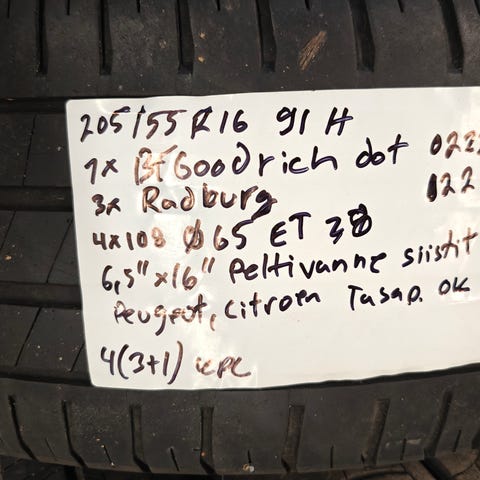 205/55 R16 91 H
1x BFGoodrich dot 022
3x Radburg 122
4x108 Ø65 ET 38
6,5"x16" Peltivanne siistit
Peugeot, Citroen Tasap. OK
4(3+1) KPL